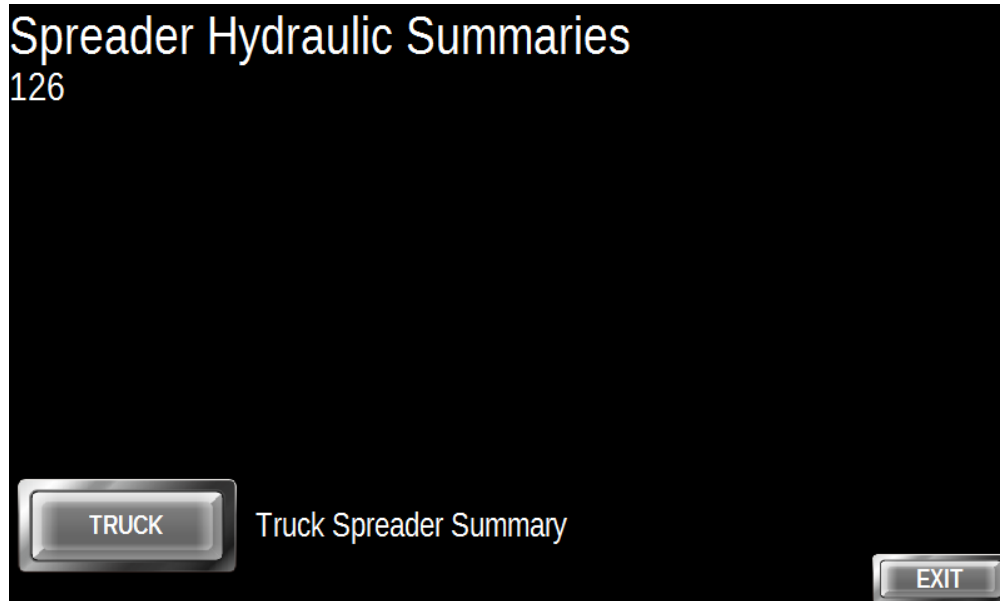 Spreader Hydraulic Summaries
126
TRUCK
Truck Spreader Summary
EXIT